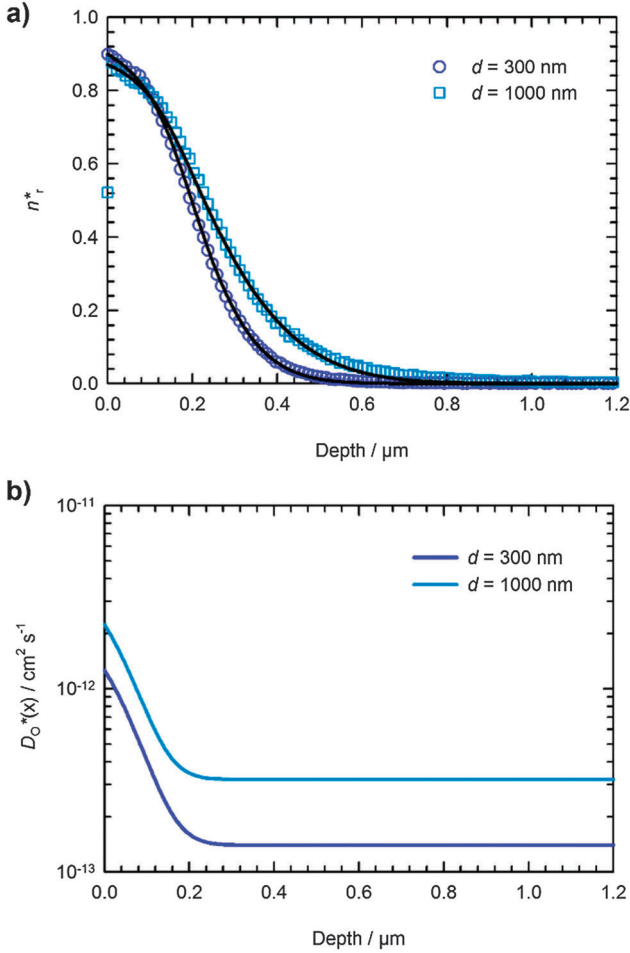 a)
1.0
0.8
0.6
0.4
0.2
0.0
n*r
d = 300 nm
d = 1000 nm
0.0 0.2 0.4 0.6 0.8 1.0 1.2
Depth / µm
b)
10-11
10-12
10-13
DO*(x) / cm2 s-1
d = 300 nm
d = 1000 nm
0.0 0.2 0.4 0.6 0.8 1.0 1.2
Depth / µm